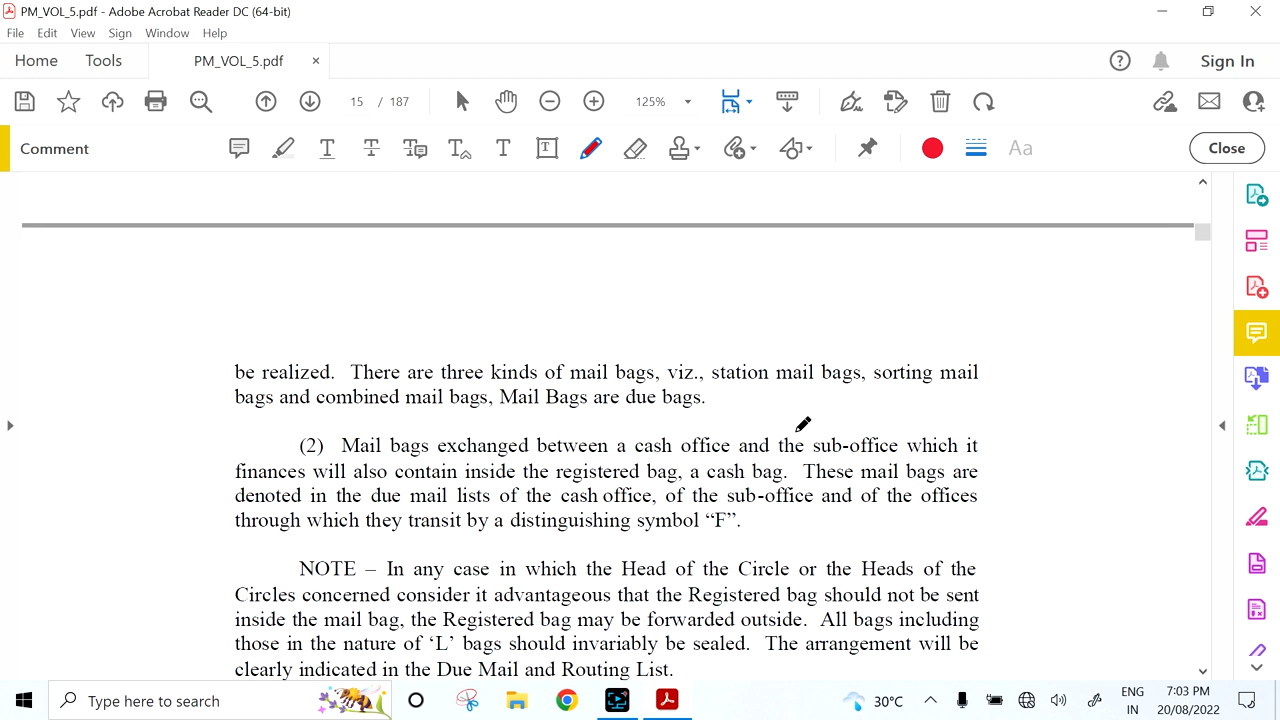 PM_VOL_5.pdf - Adobe Acrobat Reader DC (64-bit)
File Edit View Sign Window Help
Home Tools PM_VOL_5.pdf × Sign In
15 / 187 125%
Comment Aa Close
be realized. There are three kinds of mail bags, viz., station mail bags, sorting mail
bags and combined mail bags, Mail Bags are due bags.
(2) Mail bags exchanged between a cash office and the sub-office which it
finances will also contain inside the registered bag, a cash bag. These mail bags are
denoted in the due mail lists of the cash office, of the sub-office and of the offices
through which they transit by a distinguishing symbol “F”.
NOTE – In any case in which the Head of the Circle or the Heads of the
Circles concerned consider it advantageous that the Registered bag should not be sent
inside the mail bag, the Registered bag may be forwarded outside. All bags including
those in the nature of ‘L’ bags should invariably be sealed. The arrangement will be
clearly indicated in the Due Mail and Routing List.
Type here to search 30°C ENG 7:03 PM
IN 20/08/2022